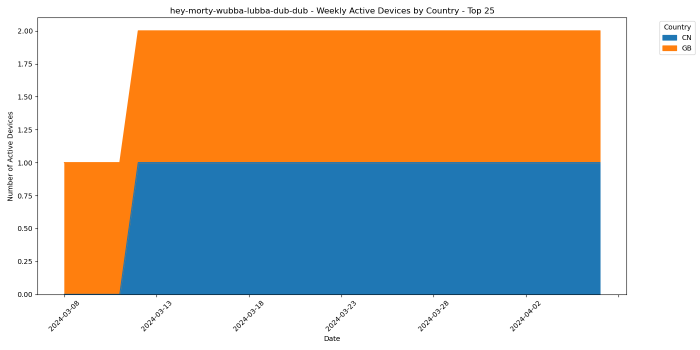 hey-morty-wubba-lubba-dub-dub - Weekly Active Devices by Country - Top 25
Country
CN
GB
Number of Active Devices
2.00
1.75
1.50
1.25
1.00
0.75
0.50
0.25
0.00
2024-03-08
2024-03-13
2024-03-18
2024-03-23
2024-03-28
2024-04-02
Date